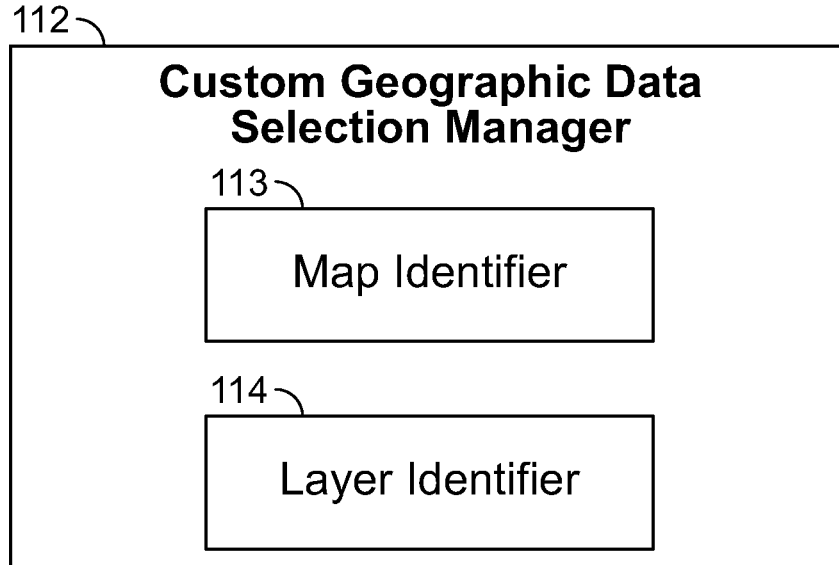 112
Custom Geographic Data
Selection Manager
113
Map Identifier
114
Layer Identifier